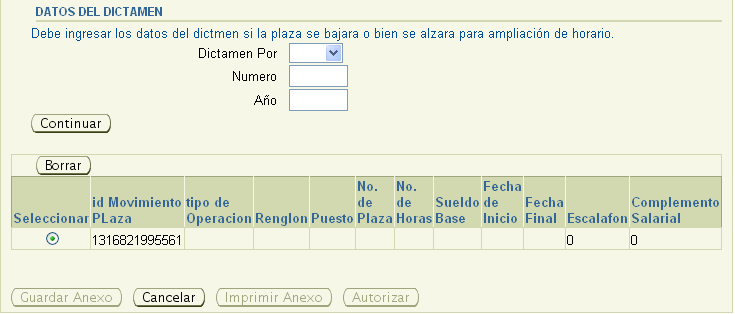 DATOS DEL DICTAMEN
Debe ingresar los datos del dictmen si la plaza se bajara o bien se alzara para ampliación de horario.
Dictamen Por
Numero
Año
Continuar
Borrar
Seleccionar id Movimiento PLaza tipo de Operacion Renglon Puesto No. de Plaza No. de Horas Sueldo Base Fecha de Inicio Fecha Final Escalafon Complemento Salarial
1316821995561 0 0
Guardar Anexo Cancelar Imprimir Anexo Autorizar